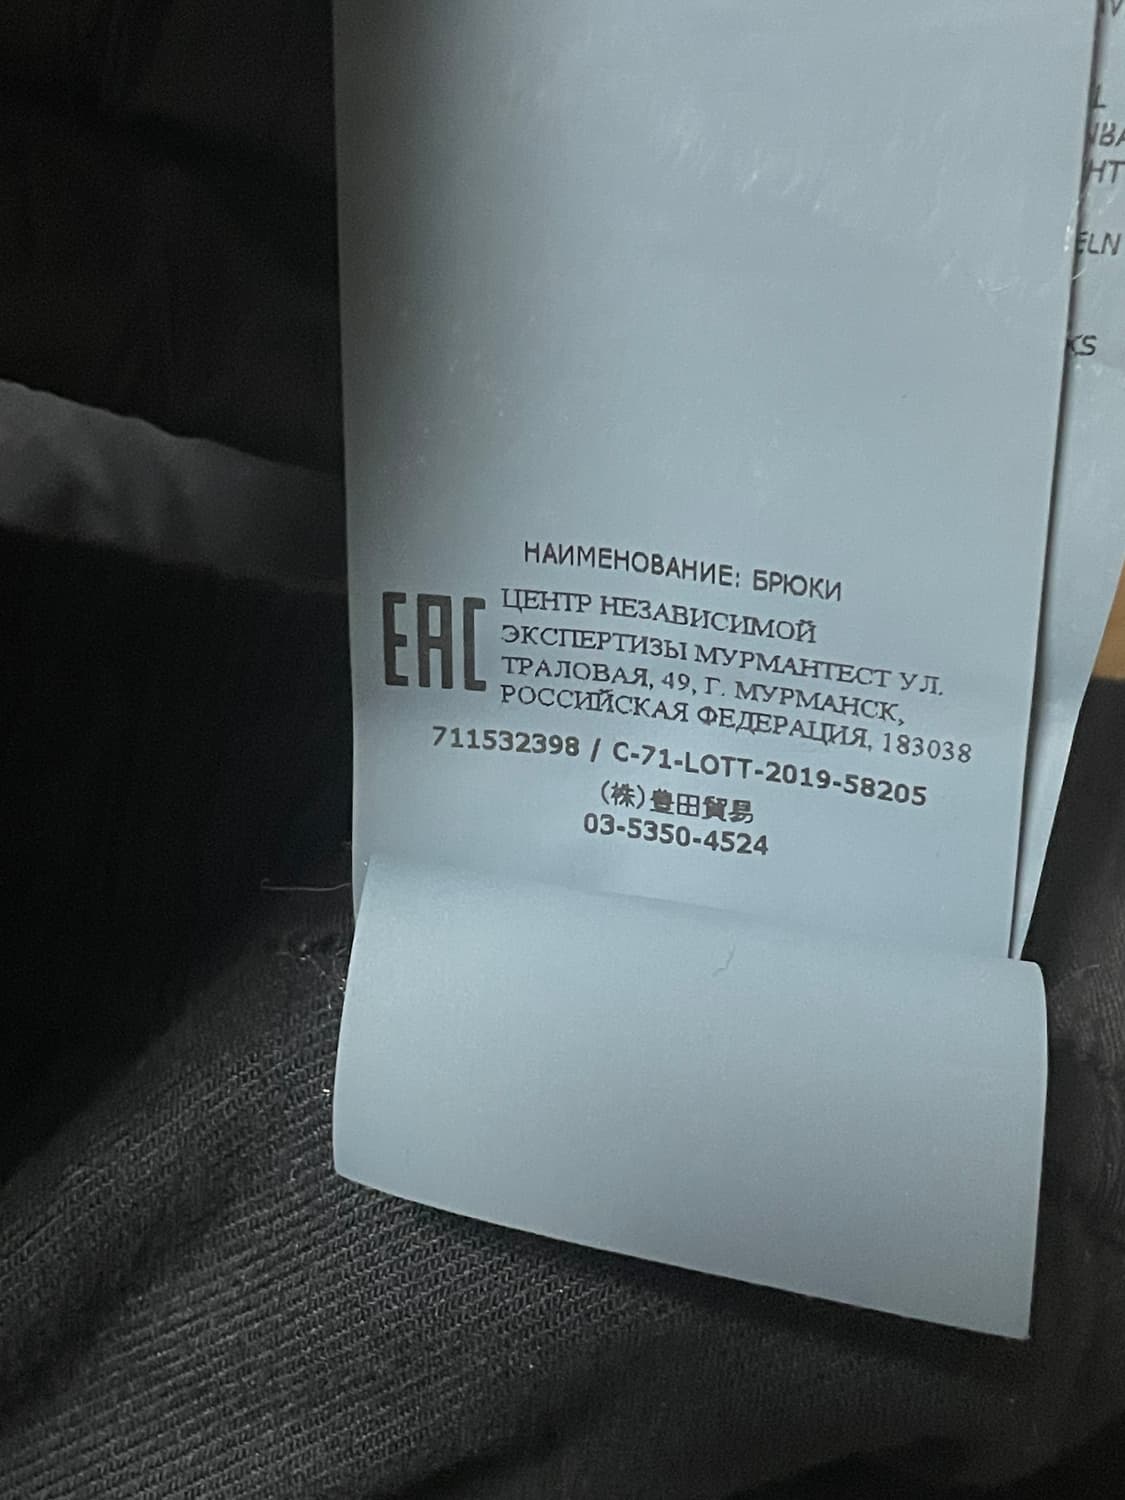 НАИМЕНОВАНИЕ: БРЮКИ
EAC
ЦЕНТР НЕЗАВИСИМОЙ
ЭКСПЕРТИЗЫ МУРМАНТЕСТ УЛ.
ТРАЛОВАЯ, 49, Г. МУРМАНСК,
РОССИЙСКАЯ ФЕДЕРАЦИЯ, 183038
711532398 / C-71-LOTT-2019-58205
(株)豊田貿易
03-5350-4524